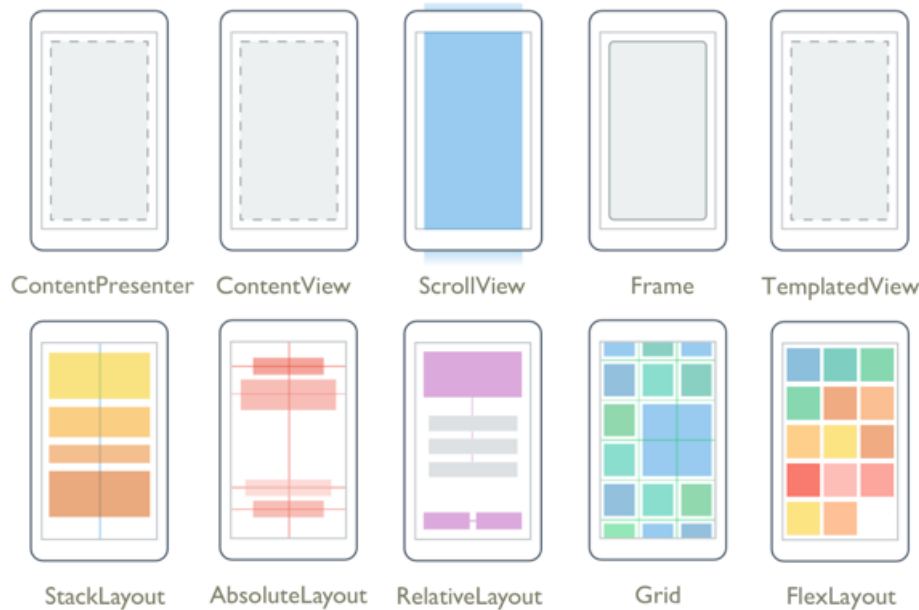 ContentPresenter ContentView ScrollView Frame TemplatedView
StackLayout AbsoluteLayout RelativeLayout Grid FlexLayout